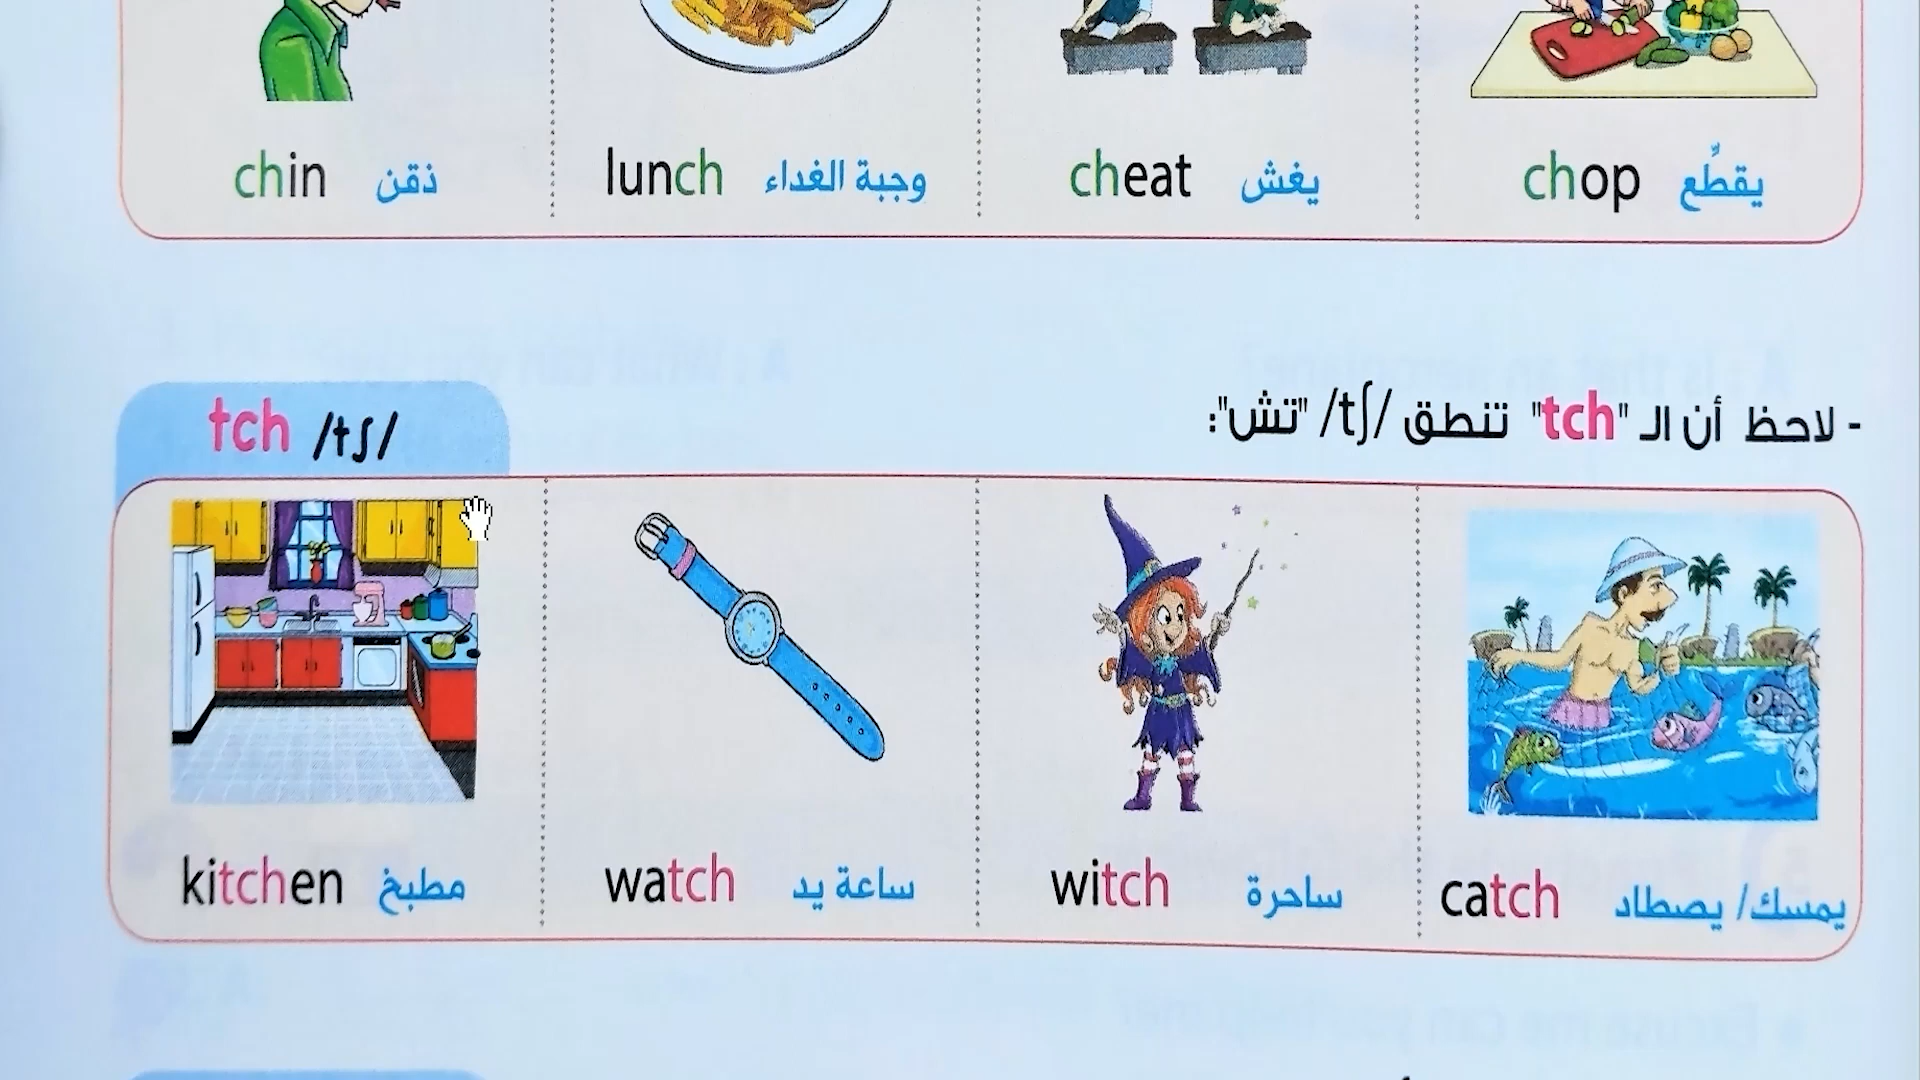 chin ذقن
lunch وجبة الغداء
cheat يغش
chop يقطِّع
- لاحظ أن الـ "tch" تنطق /tʃ/ "تش":
tch /tʃ/
kitchen مطبخ
watch ساعة يد
witch ساحرة
catch يمسك/ يصطاد